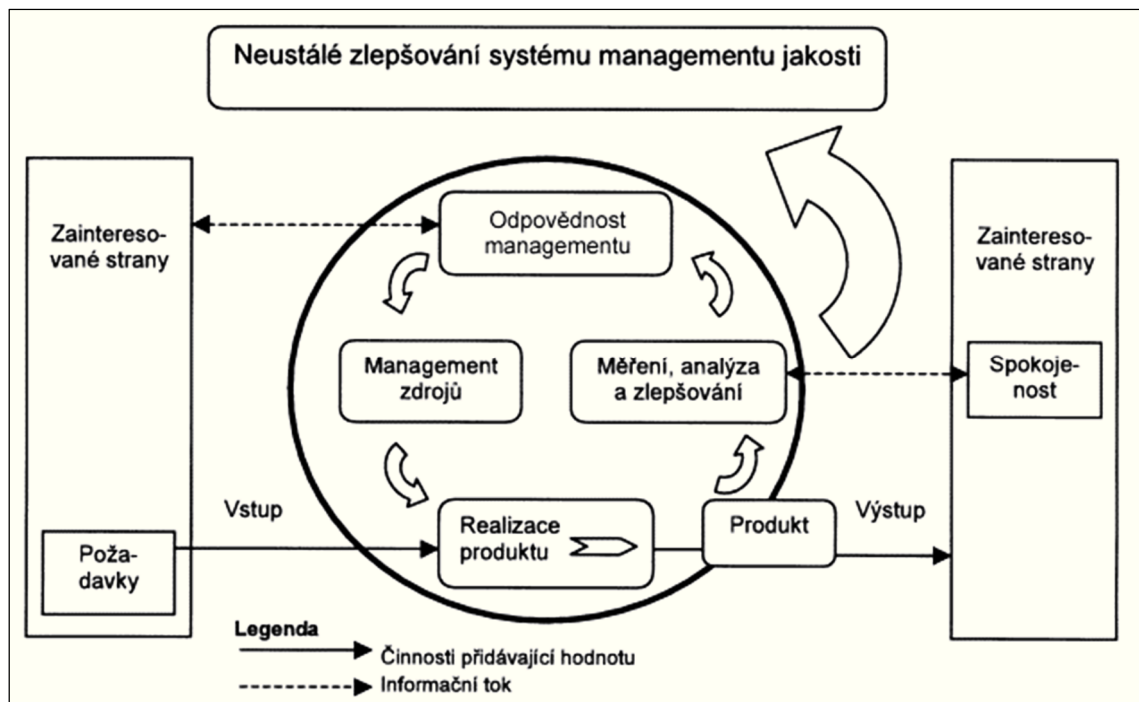 Neustálé zlepšování systému managementu jakosti
Zaintereso-
vané strany
Odpovědnost
managementu
Zaintereso-
vané strany
Management
zdrojů
Měření, analýza
a zlepšování
Spokoje-
nost
Vstup
Realizace
produktu
Produkt
Výstup
Poža-
davky
Legenda
Činnosti přidávající hodnotu
Informační tok